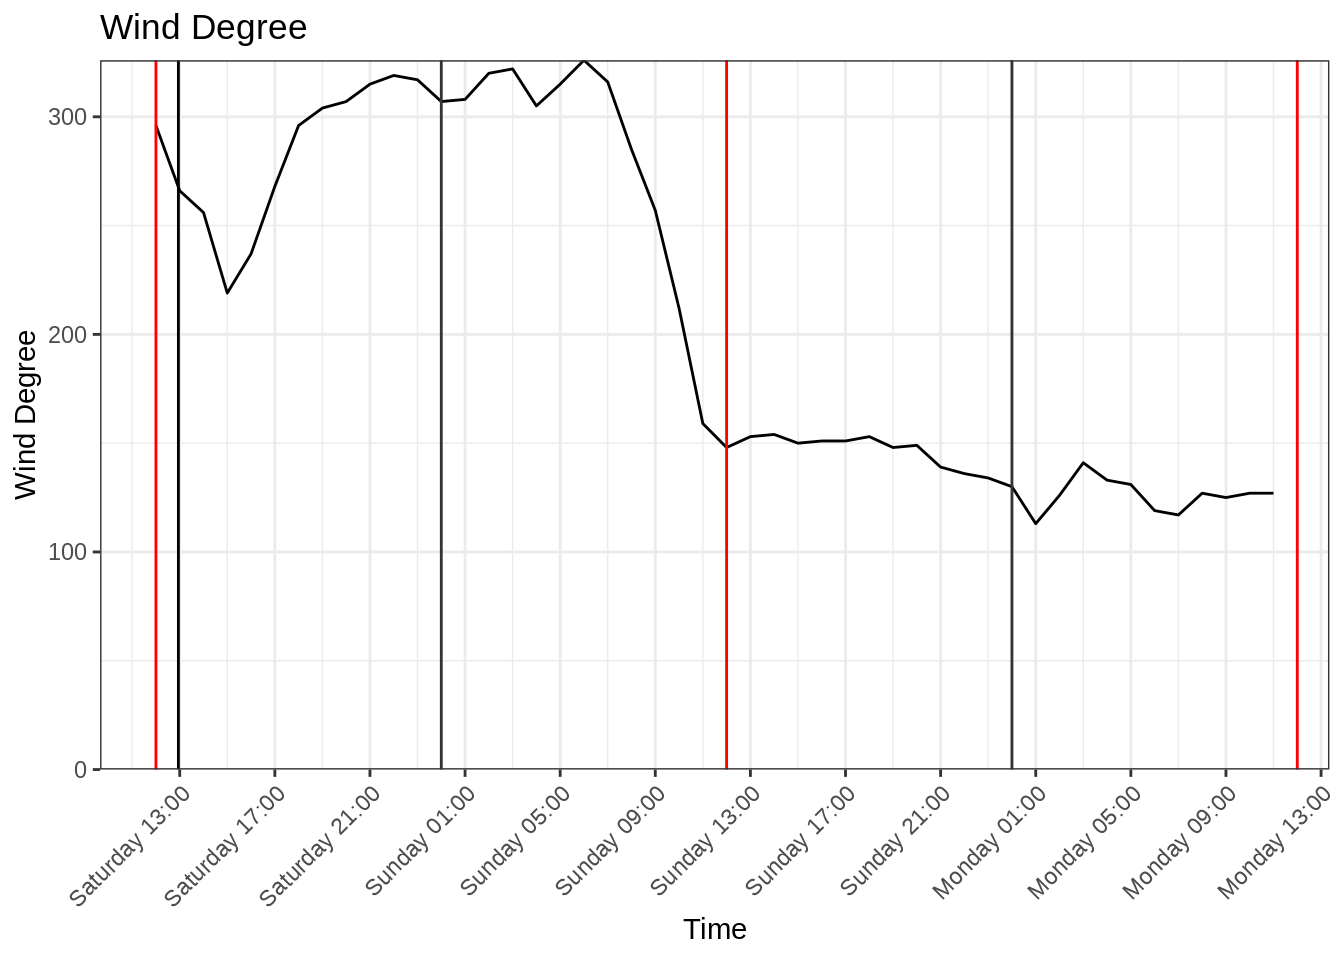 Wind Degree
Wind Degree
300
200
100
0
Saturday 13:00
Saturday 17:00
Saturday 21:00
Sunday 01:00
Sunday 05:00
Sunday 09:00
Sunday 13:00
Sunday 17:00
Sunday 21:00
Monday 01:00
Monday 05:00
Monday 09:00
Monday 13:00
Time